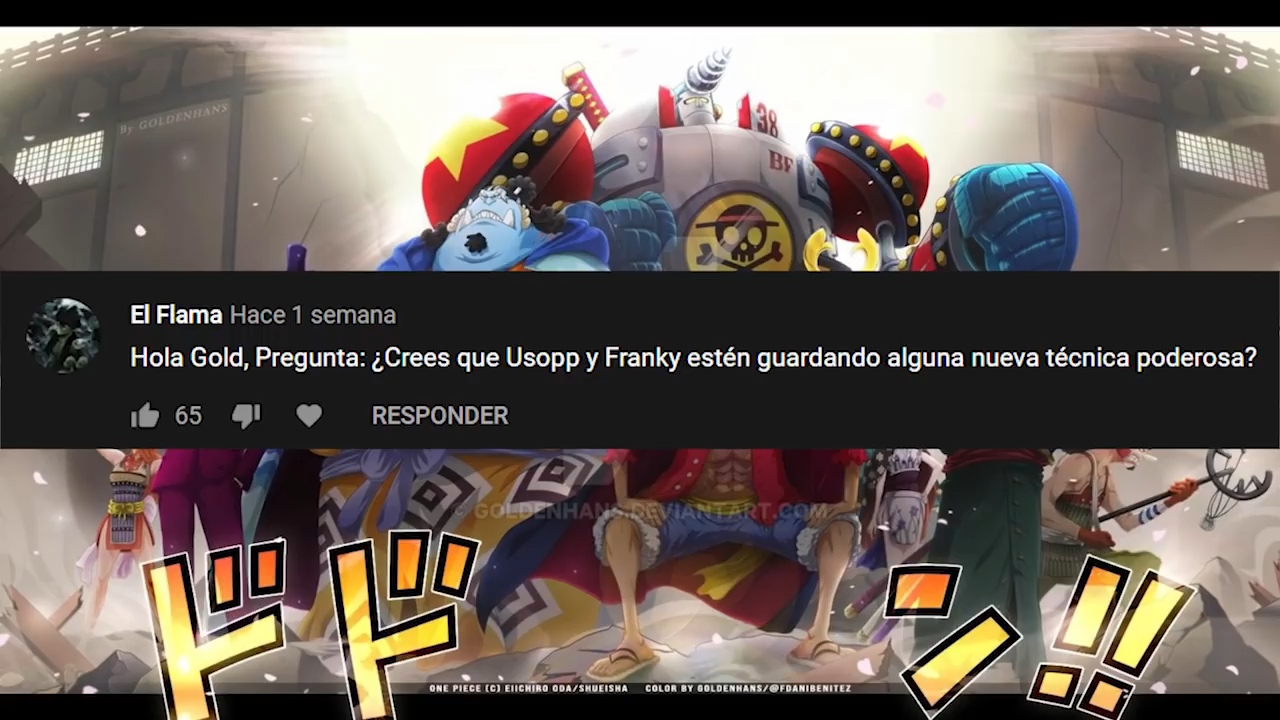 By GOLDENHANS
38
BF
El Flama Hace 1 semana
Hola Gold, Pregunta: ¿Crees que Usopp y Franky estén guardando alguna nueva técnica poderosa?
65 RESPONDER
© GOLDENHANS.DEVIANTART.COM
ドドン!!
ONE PIECE (C) EIICHIRO ODA/SHUEISHA COLOR BY GOLDENHANS/@FDANIBENITEZ